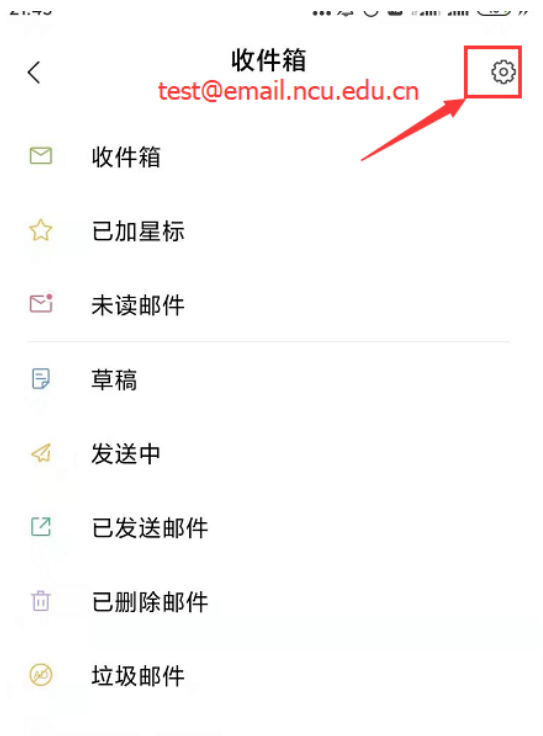 收件箱
test@email.ncu.edu.cn
收件箱
已加星标
未读邮件
草稿
发送中
已发送邮件
已删除邮件
AD
垃圾邮件